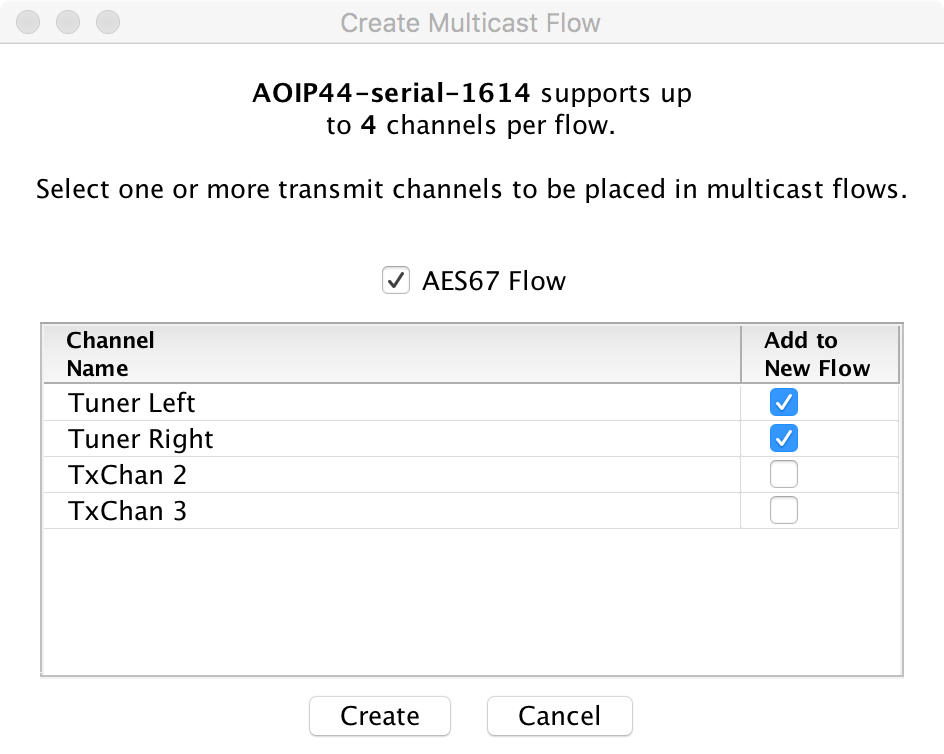 Create Multicast Flow
AOIP44-serial-1614 supports up
to 4 channels per flow.
Select one or more transmit channels to be placed in multicast flows.
AES67 Flow
Channel
Name
Add to
New Flow
Tuner Left
Tuner Right
TxChan 2
TxChan 3
Create
Cancel